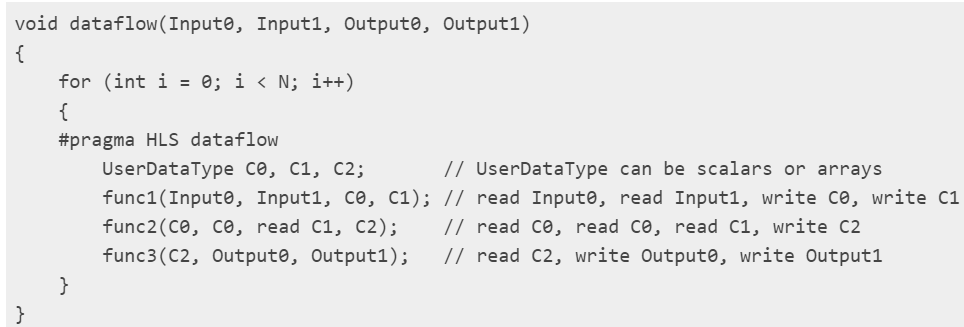 void dataflow(Input0, Input1, Output0, Output1)
{
    for (int i = 0; i < N; i++)
    {
    #pragma HLS dataflow
        UserDataType C0, C1, C2;       // UserDataType can be scalars or arrays
        func1(Input0, Input1, C0, C1); // read Input0, read Input1, write C0, write C1
        func2(C0, C0, read C1, C2);    // read C0, read C0, read C1, write C2
        func3(C2, Output0, Output1);   // read C2, write Output0, write Output1
    }
}